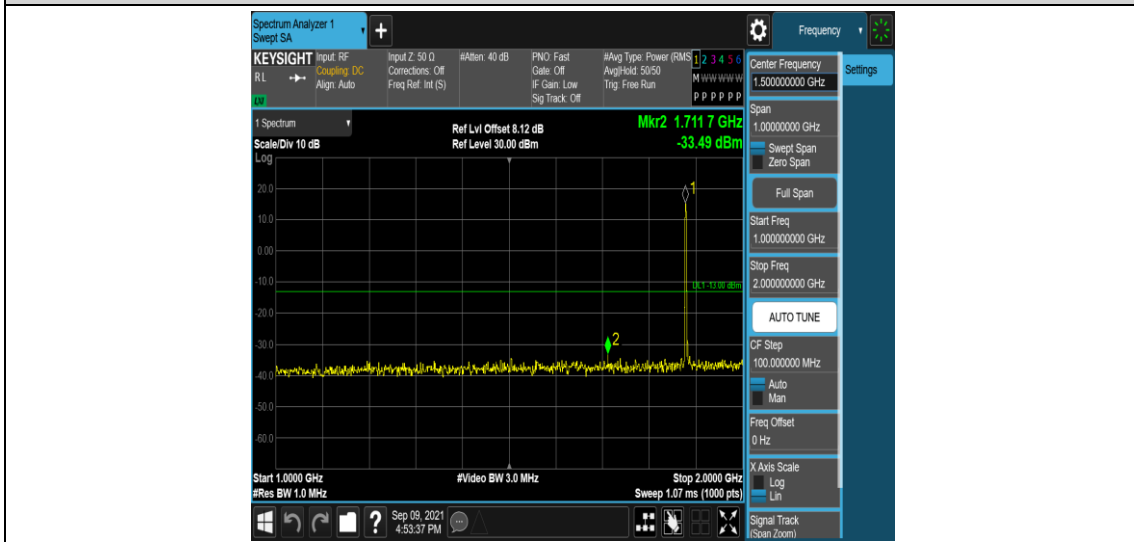 Spectrum Analyzer 1
Swept SA
+
Frequency
KEYSIGHT
RL
Input: RF
Coupling: DC
Align: Auto
Input Z: 50 Ω
Corrections: Off
Freq Ref: Int (S)
#Atten: 40 dB
PNO: Fast
Gate: Off
IF Gain: Low
Sig Track: Off
#Avg Type: Power (RMS
Avg|Hold: 50/50
Trig: Free Run
1 2 3 4 5 6
M W W W W W
P P P P P P
Center Frequency
1.500000000 GHz
Settings
Span
1.00000000 GHz
Swept Span
Zero Span
Full Span
Start Freq
1.000000000 GHz
Stop Freq
2.000000000 GHz
AUTO TUNE
CF Step
100.000000 MHz
Auto
Man
Freq Offset
0 Hz
X Axis Scale
Log
Lin
Signal Track
(Span Zoom)
1 Spectrum
Scale/Div 10 dB
Log
Ref Lvl Offset 8.12 dB
Ref Level 30.00 dBm
Mkr2 1.711 7 GHz
-33.49 dBm
20.0
10.0
0.00
-10.0
-20.0
-30.0
-40.0
-50.0
-60.0
1
DL1 -13.00 dBm
2
Start 1.0000 GHz
#Res BW 1.0 MHz
#Video BW 3.0 MHz
Stop 2.0000 GHz
Sweep 1.07 ms (1000 pts)
?
Sep 09, 2021
4:53:37 PM